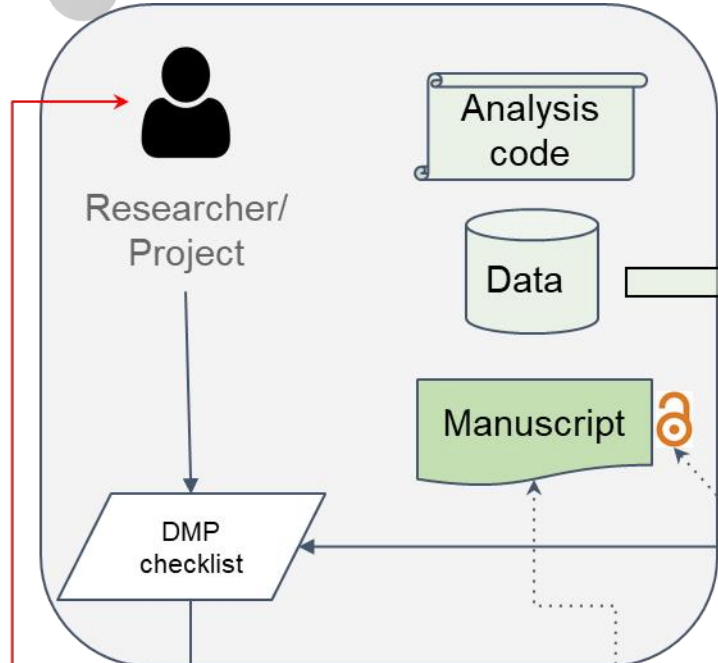 Analysis
code
Researcher/
Project
Data
Manuscript
DMP
checklist